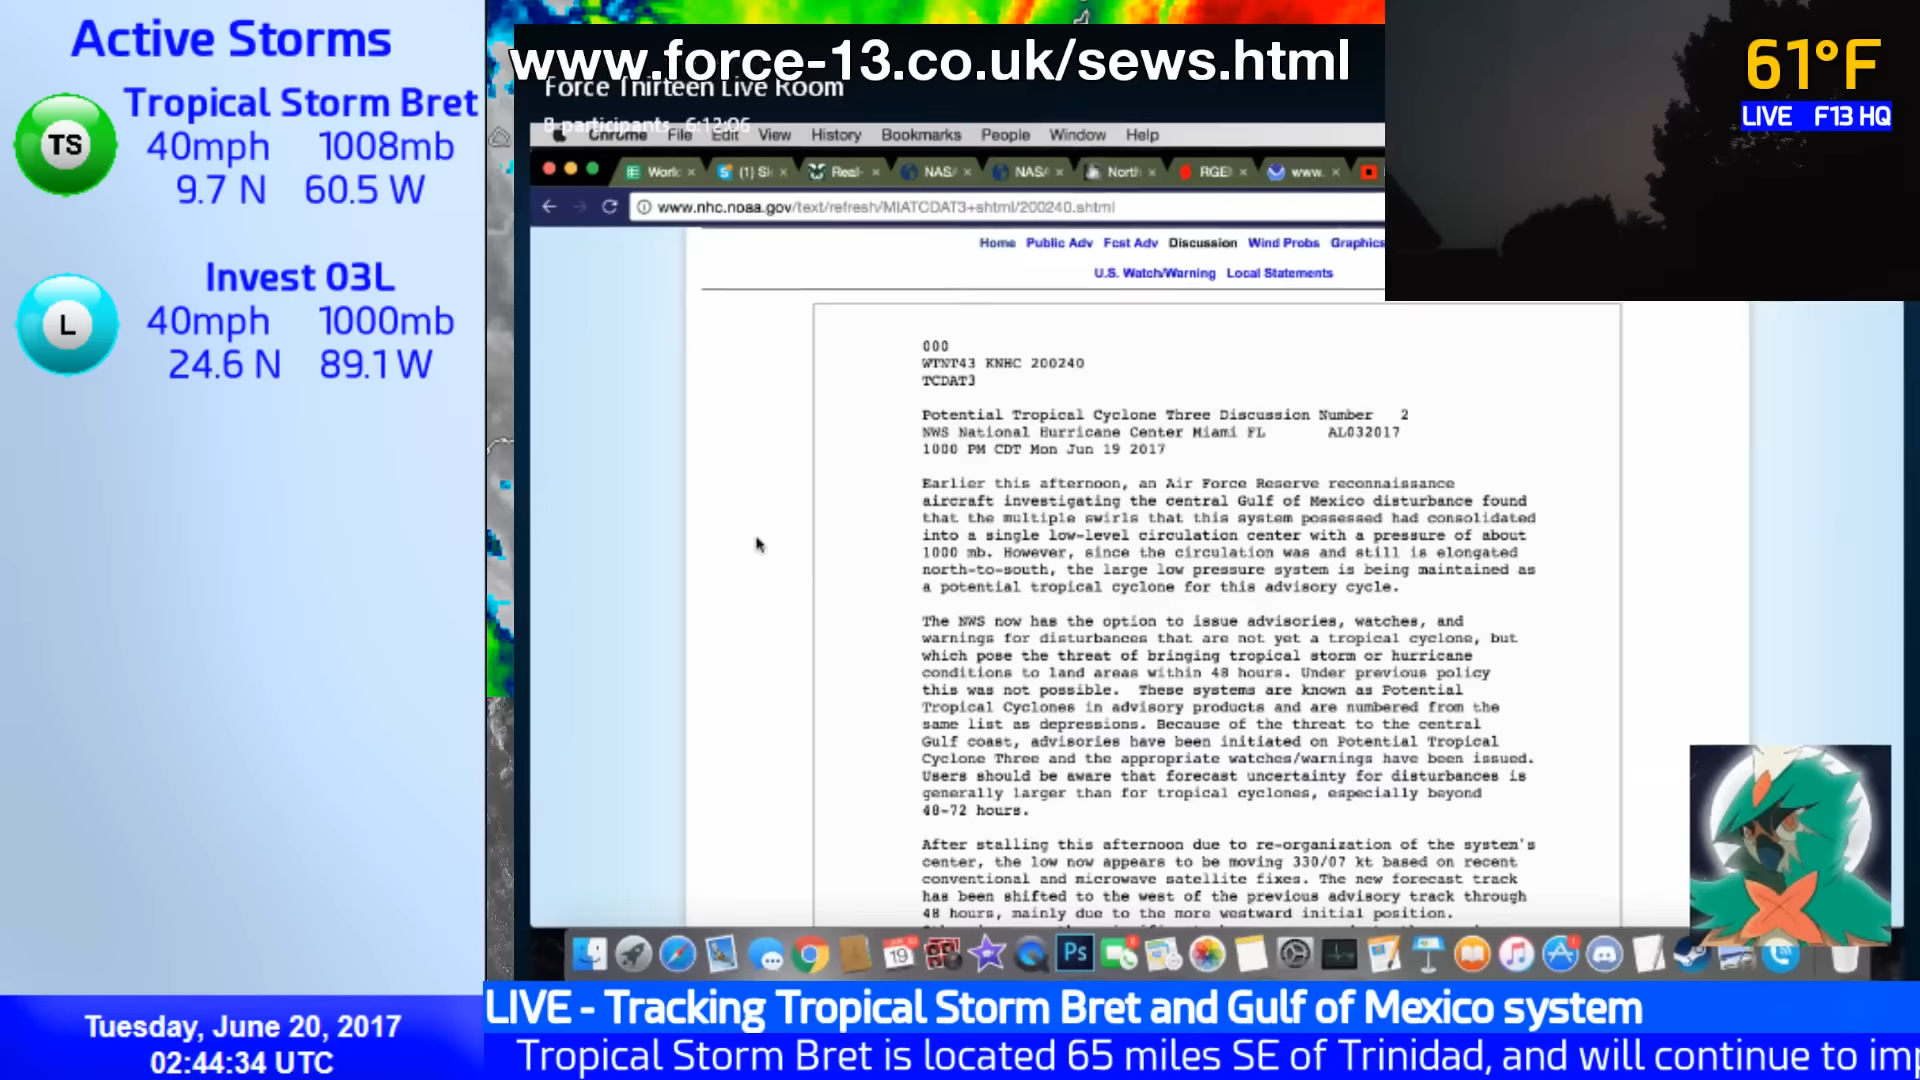 Active Storms
TS
Tropical Storm Bret
40mph 1008mb
9.7 N 60.5 W
L
Invest 03L
40mph 1000mb
24.6 N 89.1 W
Tuesday, June 20, 2017
02:44:34 UTC
www.force-13.co.uk/sews.html
Force Thirteen Live Room
8 participants 6:12:06
61°F
LIVE F13 HQ
Chrome File Edit View History Bookmarks People Window Help
(1) Sk Real- NAS NAS North RGE www.
www.nhc.noaa.gov/text/refresh/MIATCDAT3+shtml/200240.shtml
Home Public Adv Fcst Adv Discussion Wind Probs Graphics
U.S. Watch/Warning Local Statements
000
WTNT43 KNHC 200240
TCDAT3
Potential Tropical Cyclone Three Discussion Number 2
NWS National Hurricane Center Miami FL AL032017
1000 PM CDT Mon Jun 19 2017
Earlier this afternoon, an Air Force Reserve reconnaissance
aircraft investigating the central Gulf of Mexico disturbance found
that the multiple swirls that this system possessed had consolidated
into a single low-level circulation center with a pressure of about
1000 mb. However, since the circulation was and still is elongated
north-to-south, the large low pressure system is being maintained as
a potential tropical cyclone for this advisory cycle.
The NWS now has the option to issue advisories, watches, and
warnings for disturbances that are not yet a tropical cyclone, but
which pose the threat of bringing tropical storm or hurricane
conditions to land areas within 48 hours. Under previous policy
this was not possible. These systems are known as Potential
Tropical Cyclones in advisory products and are numbered from the
same list as depressions. Because of the threat to the central
Gulf coast, advisories have been initiated on Potential Tropical
Cyclone Three and the appropriate watches/warnings have been issued.
Users should be aware that forecast uncertainty for disturbances is
generally larger than for tropical cyclones, especially beyond
48-72 hours.
After stalling this afternoon due to re-organization of the system's
center, the low now appears to be moving 330/07 kt based on recent
conventional and microwave satellite fixes. The new forecast track
has been shifted to the west of the previous advisory track through
48 hours, mainly due to the more westward initial position.
19
Ps
LIVE - Tracking Tropical Storm Bret and Gulf of Mexico system
Tropical Storm Bret is located 65 miles SE of Trinidad, and will continue to imp